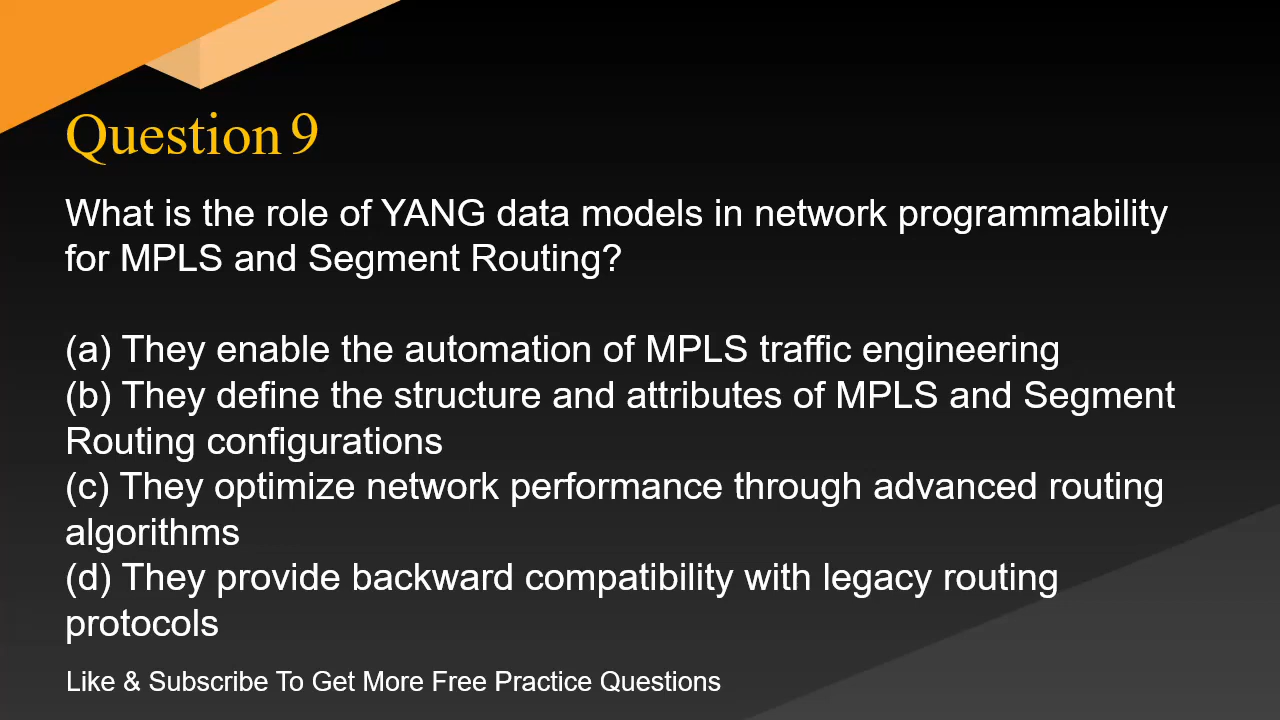 Question 9
What is the role of YANG data models in network programmability
for MPLS and Segment Routing?
(a) They enable the automation of MPLS traffic engineering
(b) They define the structure and attributes of MPLS and Segment
Routing configurations
(c) They optimize network performance through advanced routing
algorithms
(d) They provide backward compatibility with legacy routing
protocols
Like & Subscribe To Get More Free Practice Questions